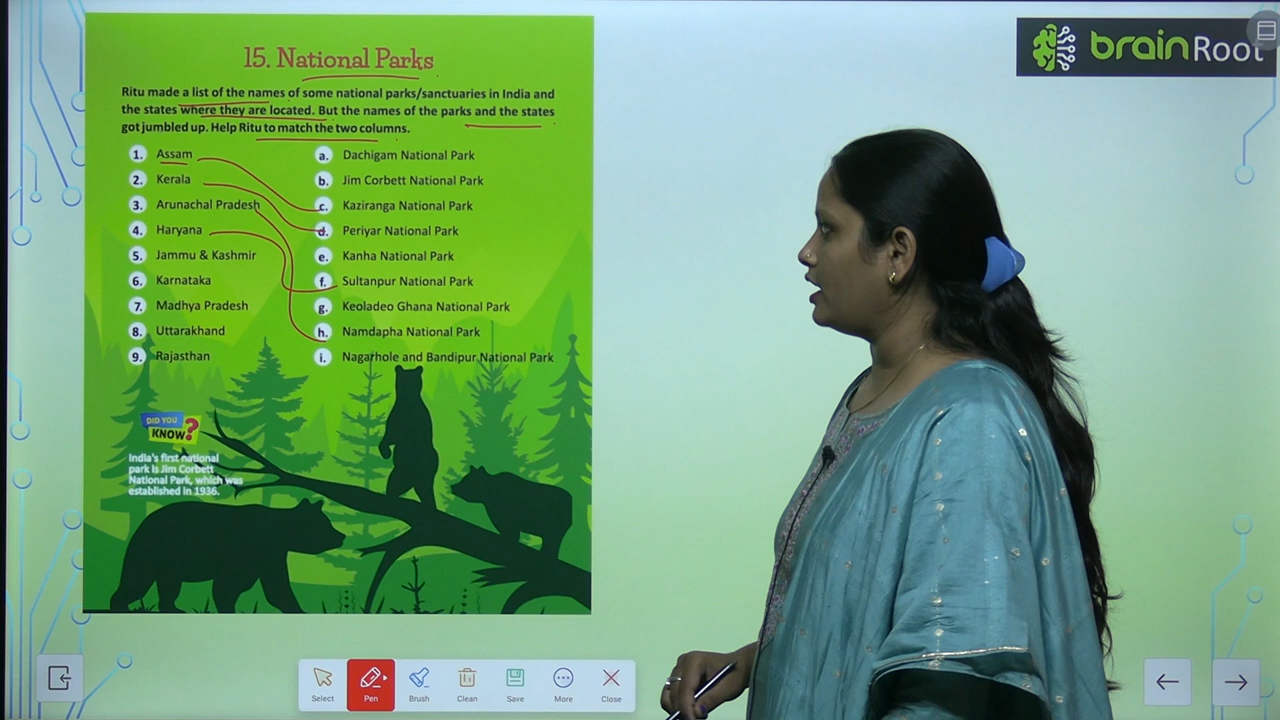 brainRoot
15. National Parks
Ritu made a list of the names of some national parks/sanctuaries in India and
the states where they are located. But the names of the parks and the states
got jumbled up. Help Ritu to match the two columns.
1. Assam a. Dachigam National Park
2. Kerala b. Jim Corbett National Park
3. Arunachal Pradesh c. Kaziranga National Park
4. Haryana d. Periyar National Park
5. Jammu & Kashmir e. Kanha National Park
6. Karnataka f. Sultanpur National Park
7. Madhya Pradesh g. Keoladeo Ghana National Park
8. Uttarakhand h. Namdapha National Park
9. Rajasthan i. Nagarhole and Bandipur National Park
DID YOU
KNOW?
India's first national
park is Jim Corbett
National Park, which was
established in 1936.
Select Pen Brush Clean Save More Close